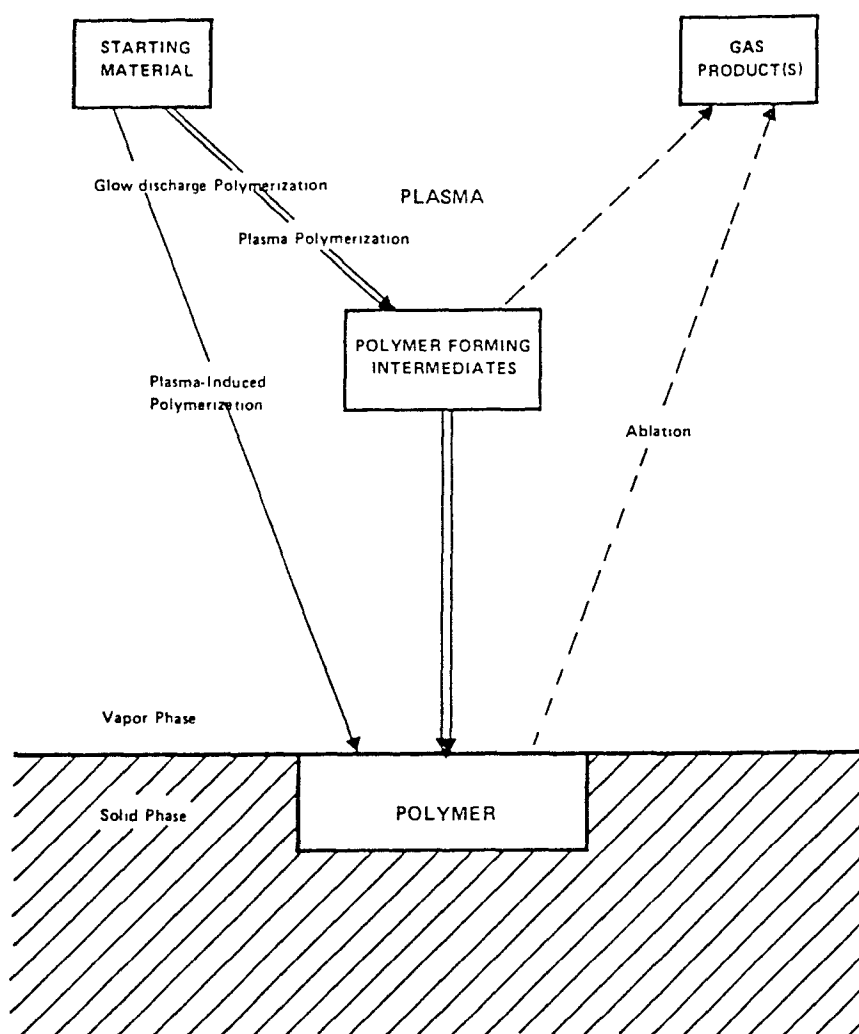 STARTING
MATERIAL
GAS
PRODUCT(S)
Glow discharge Polymerization
PLASMA
Plasma Polymerization
POLYMER FORMING
INTERMEDIATES
Plasma-Induced
Polymerization
Ablation
Vapor Phase
Solid Phase
POLYMER